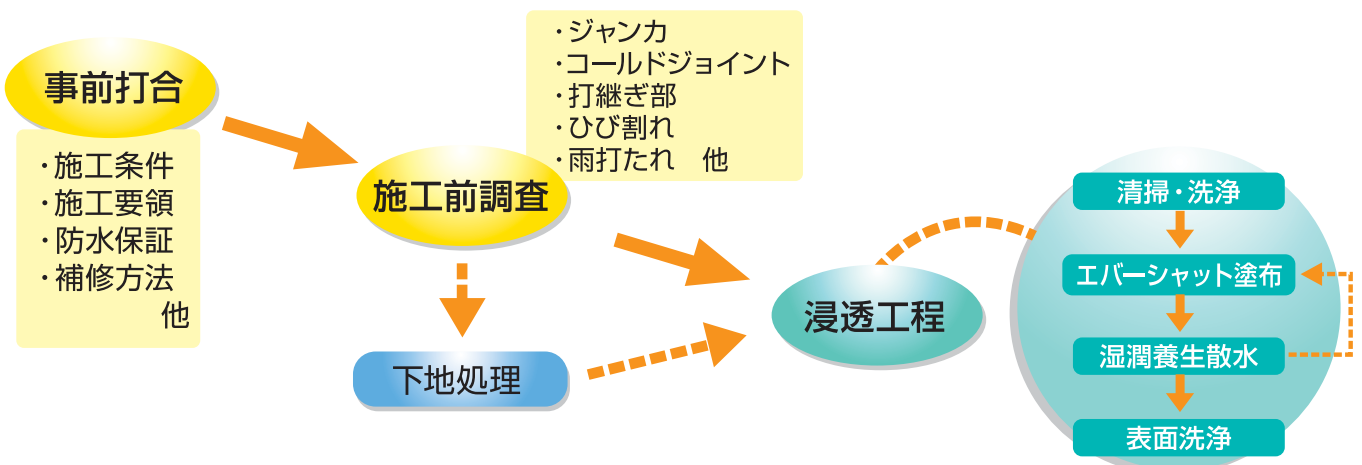 事前打合
・施工条件
・施工要領
・防水保証
・補修方法
他
・ジャンカ
・コールドジョイント
・打継ぎ部
・ひび割れ
・雨打たれ　他
施工前調査
下地処理
浸透工程
清掃・洗浄
エバーシャット塗布
湿潤養生散水
表面洗浄